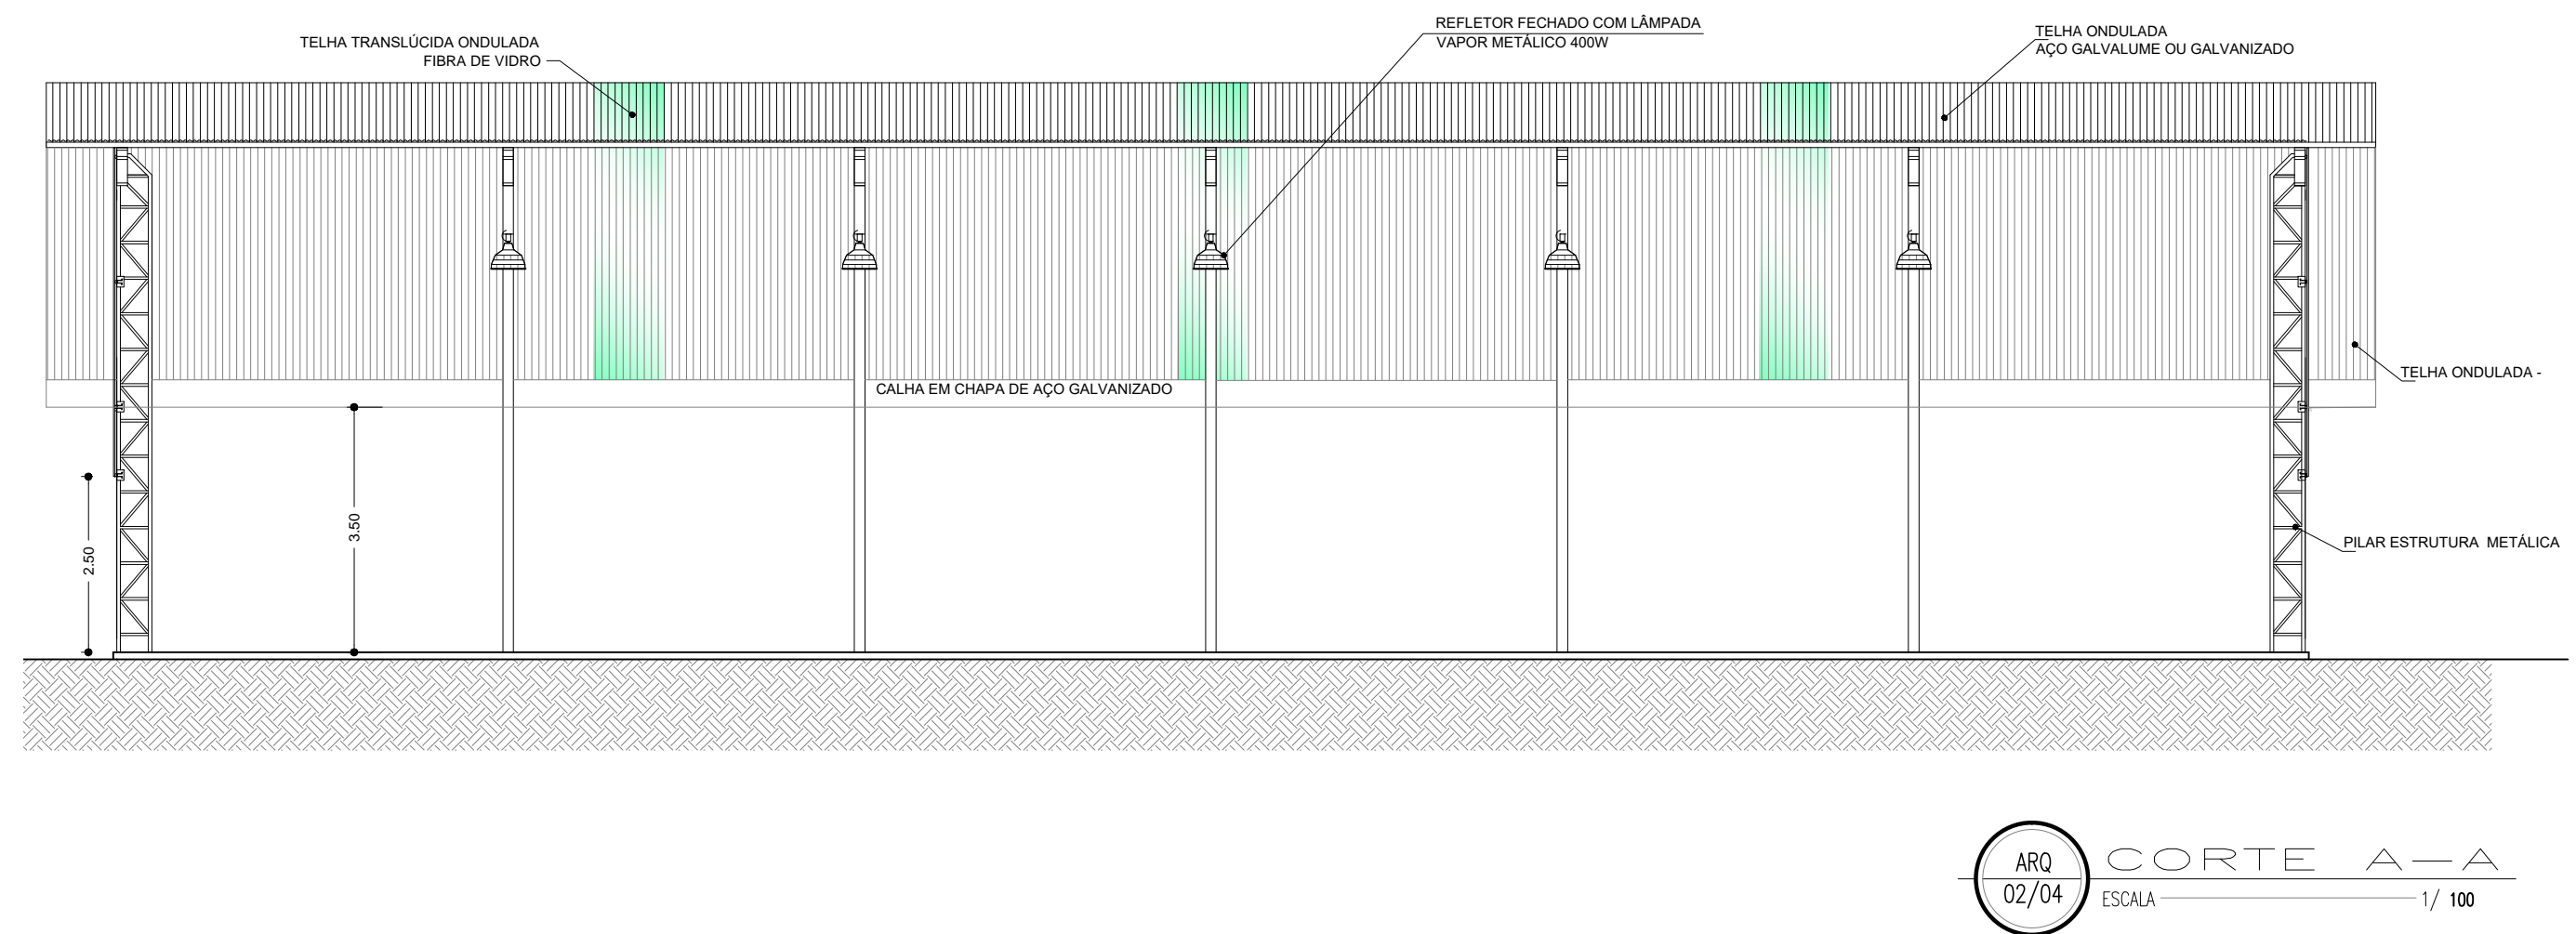 REFLETOR FECHADO COM LÂMPADA
VAPOR METÁLICO 400W
TELHA TRANSLÚCIDA ONDULADA
FIBRA DE VIDRO
TELHA ONDULADA
AÇO GALVALUME OU GALVANIZADO
TELHA ONDULADA -
CALHA EM CHAPA DE AÇO GALVANIZADO
3.50
2.50
PILAR ESTRUTURA METÁLICA
ARQ
02/04
CORTE A—A
ESCALA 1/ 100